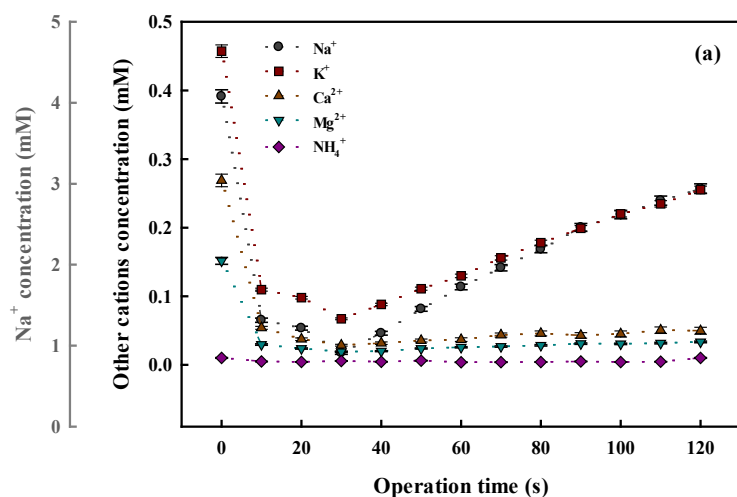 5
4
3
2
1
0
Na⁺ concentration (mM)
0.5
0.4
0.3
0.2
0.1
0.0
Other cations concentration (mM)
(a)
Na⁺
K⁺
Ca²⁺
Mg²⁺
NH₄⁺
0 20 40 60 80 100 120
Operation time (s)